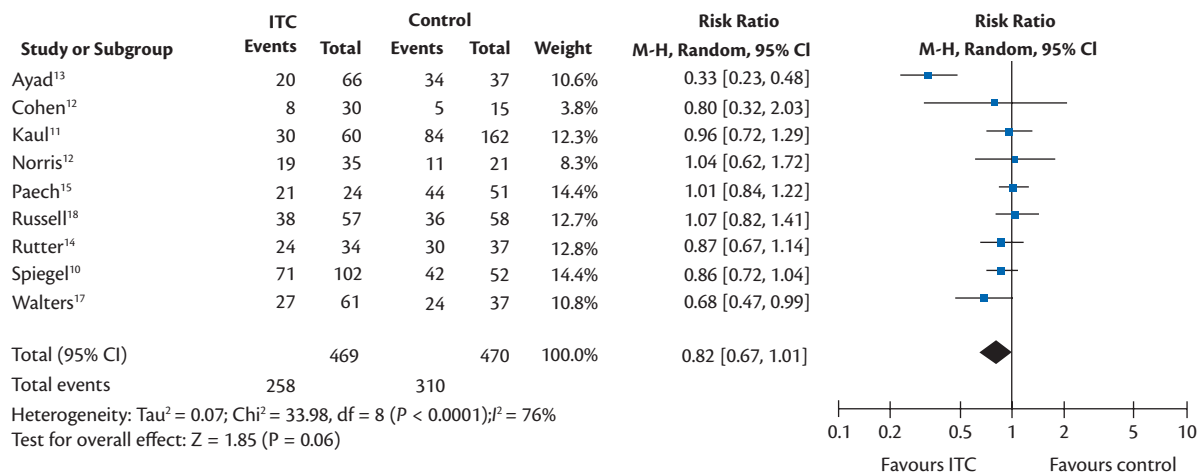 ITC Control Risk Ratio Risk Ratio
Study or Subgroup Events Total Events Total Weight M-H, Random, 95% CI M-H, Random, 95% CI
Ayad¹³ 20 66 34 37 10.6% 0.33 [0.23, 0.48]
Cohen¹² 8 30 5 15 3.8% 0.80 [0.32, 2.03]
Kaul¹¹ 30 60 84 162 12.3% 0.96 [0.72, 1.29]
Norris¹² 19 35 11 21 8.3% 1.04 [0.62, 1.72]
Paech¹⁵ 21 24 44 51 14.4% 1.01 [0.84, 1.22]
Russell¹⁸ 38 57 36 58 12.7% 1.07 [0.82, 1.41]
Rutter¹⁴ 24 34 30 37 12.8% 0.87 [0.67, 1.14]
Spiegel¹⁰ 71 102 42 52 14.4% 0.86 [0.72, 1.04]
Walters¹⁷ 27 61 24 37 10.8% 0.68 [0.47, 0.99]
Total (95% CI) 469 470 100.0% 0.82 [0.67, 1.01]
Total events 258 310
Heterogeneity: Tau² = 0.07; Chi² = 33.98, df = 8 (P < 0.0001);I² = 76%
Test for overall effect: Z = 1.85 (P = 0.06)
0.1 0.2 0.5 1 2 5 10
Favours ITC Favours control